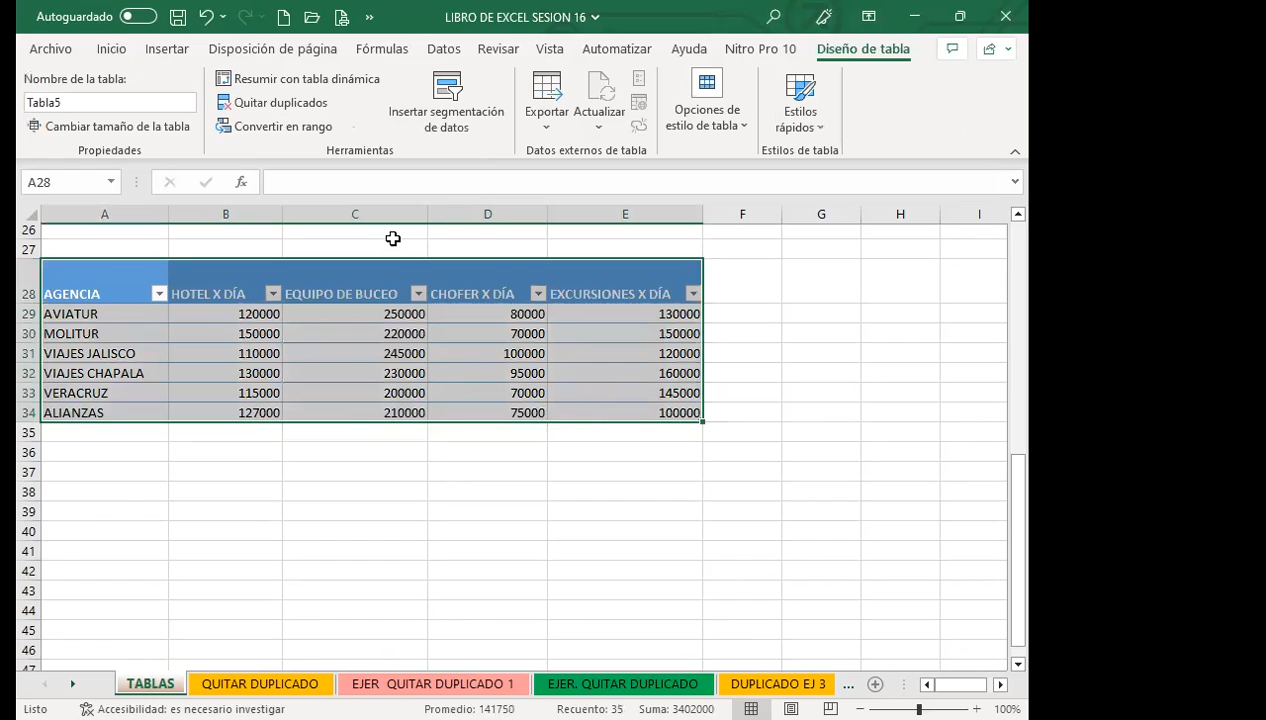 Autoguardado LIBRO DE EXCEL SESION 16
Archivo Inicio Insertar Disposición de página Fórmulas Datos Revisar Vista Automatizar Ayuda Nitro Pro 10 Diseño de tabla
Nombre de la tabla:
Tabla5
Cambiar tamaño de la tabla
Propiedades
Resumir con tabla dinámica
Quitar duplicados
Convertir en rango
Insertar segmentación
de datos
Herramientas
Exportar Actualizar
Datos externos de tabla
Opciones de
estilo de tabla
Estilos
rápidos
Estilos de tabla
A28 fx
A B C D E F G H I
26
27
28 AGENCIA HOTEL X DÍA EQUIPO DE BUCEO CHOFER X DÍA EXCURSIONES X DÍA
29 AVIATUR 120000 250000 80000 130000
30 MOLITUR 150000 220000 70000 150000
31 VIAJES JALISCO 110000 245000 100000 120000
32 VIAJES CHAPALA 130000 230000 95000 160000
33 VERACRUZ 115000 200000 70000 145000
34 ALIANZAS 127000 210000 75000 100000
35
36
37
38
39
40
41
42
43
44
45
46
47
TABLAS QUITAR DUPLICADO EJER QUITAR DUPLICADO 1 EJER. QUITAR DUPLICADO DUPLICADO EJ 3 ...
Listo Accesibilidad: es necesario investigar Promedio: 141750 Recuento: 35 Suma: 3402000 100%